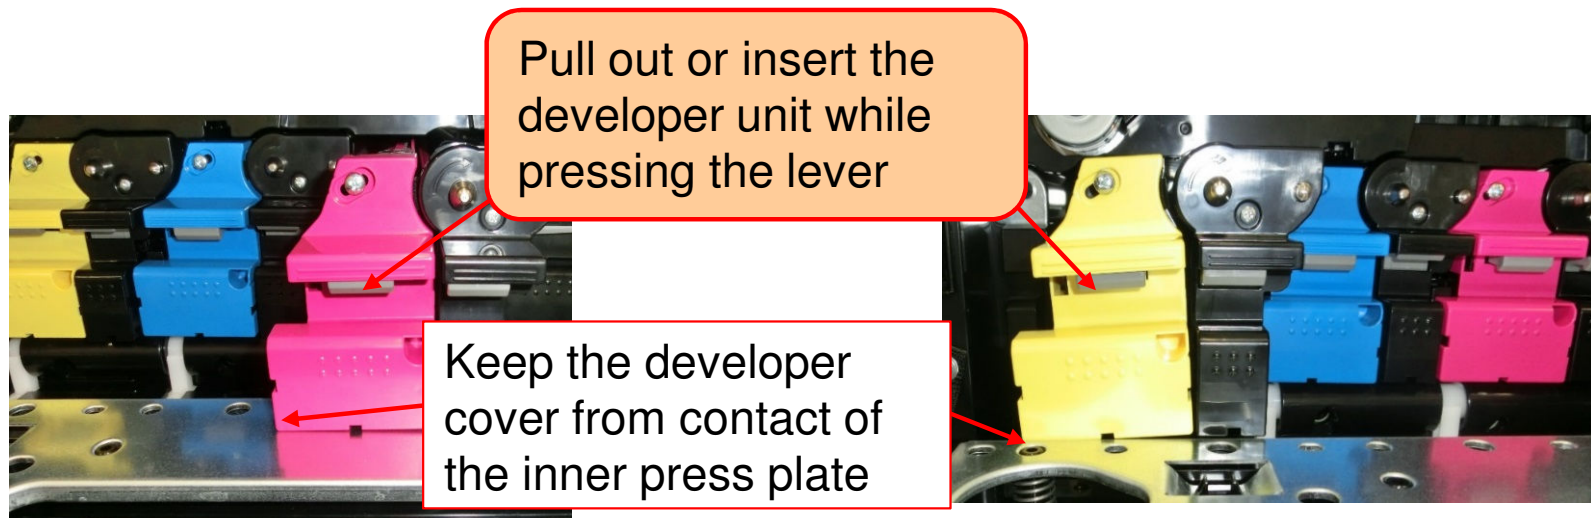 Pull out or insert the
developer unit while
pressing the lever
Keep the developer
cover from contact of
the inner press plate